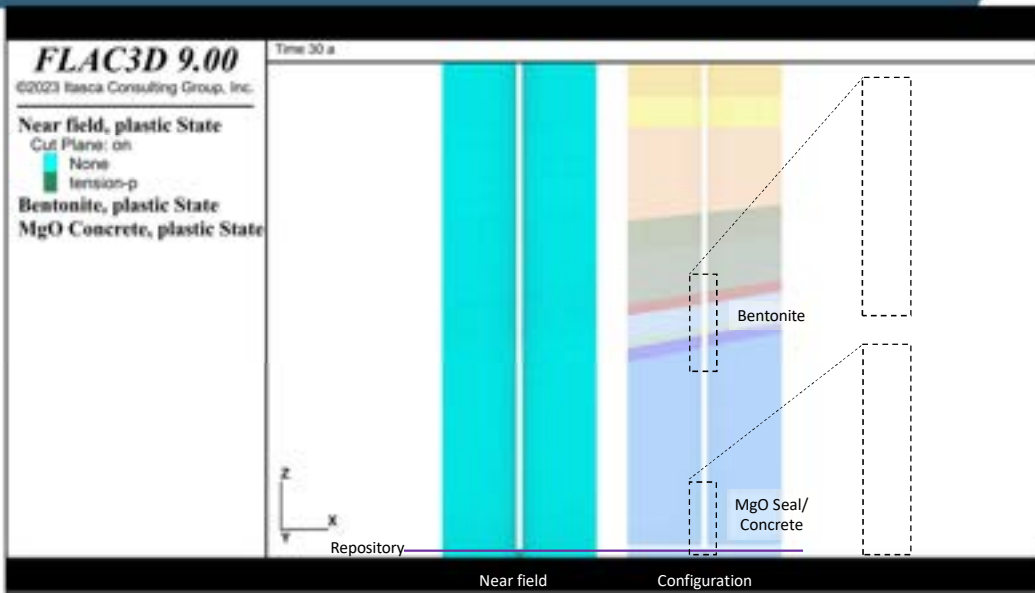 FLAC3D 9.00
©2023 Itasca Consulting Group, Inc.
Near field, plastic State
Cut Plane: on
None
tension-p
Bentonite, plastic State
MgO Concrete, plastic State
Time 30 a
Bentonite
MgO Seal/
Concrete
Z
X
Y
Repository
Near field
Configuration